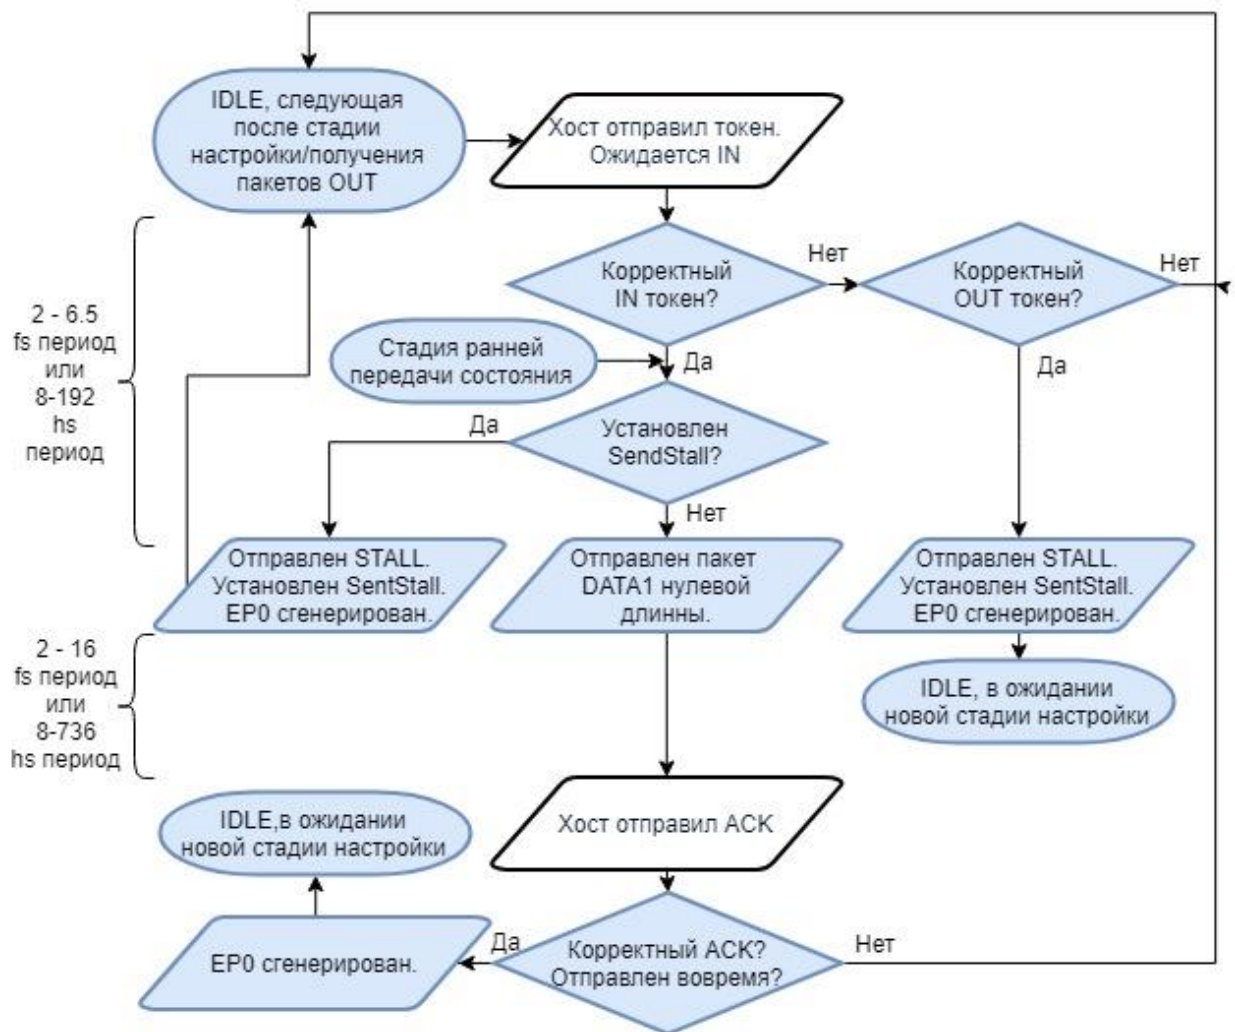 IDLE, следующая
после стадии
настройки/получения
пакетов OUT
Хост отправил токен.
Ожидается IN
Корректный
IN токен?
Нет
Корректный
OUT токен?
Нет
2 - 6.5
fs период
или
8-192
hs
период
Стадия ранней
передачи состояния
Да
Да
Да
Установлен
SendStall?
Нет
Отправлен STALL.
Установлен SentStall.
EP0 сгенерирован.
Отправлен пакет
DATA1 нулевой
длинны.
Отправлен STALL.
Установлен SentStall.
EP0 сгенерирован.
2 - 16
fs период
или
8-736
hs период
IDLE, в ожидании
новой стадии настройки
Хост отправил ACK
IDLE,в ожидании
новой стадии настройки
EP0 сгенерирован.
Да
Корректный ACK?
Отправлен вовремя?
Нет